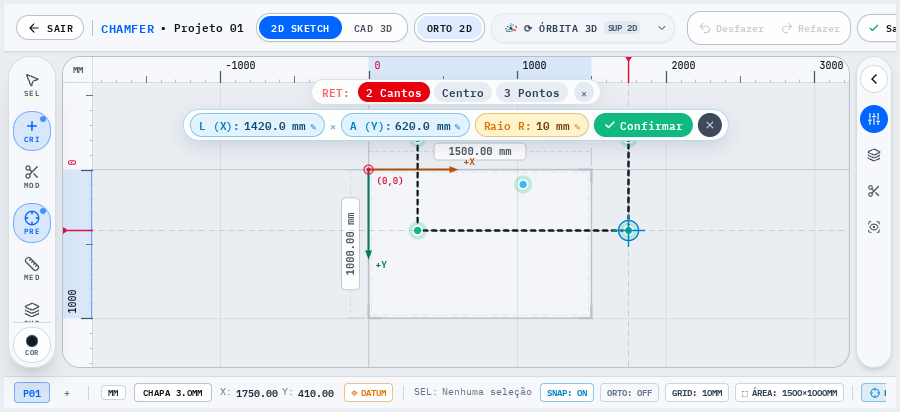 SAIR
CHAMFER • Projeto 01
2D SKETCH
CAD 3D
ORTO 2D
⟳ ÓRBITA 3D SUP 2D
Desfazer
Refazer
MM
-1000
0
1000
2000
3000
RET: 2 Cantos Centro 3 Pontos ×
L (X): 1420.0 mm ✎ × A (Y): 620.0 mm ✎ Raio R: 10 mm ✎ Confirmar ✕
1500.00 mm
+X
(0,0)
1000.00 mm
+Y
0
1000
SEL
CRI
MOD
PRE
MED
COR
P01 + MM CHAPA 3.0MM X: 1750.00 Y: 410.00 ⌖ DATUM SEL: Nenhuma seleção SNAP: ON ORTO: OFF GRID: 10MM ÁREA: 1500×1000MM